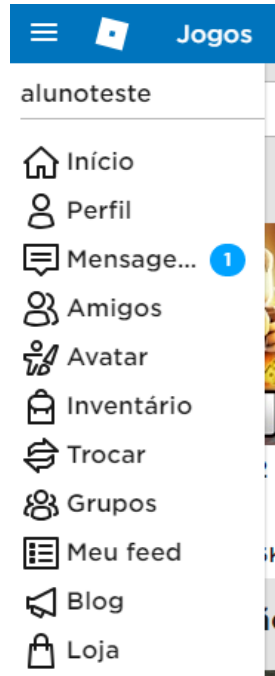 Jogos
alunoteste
Início
Perfil
Mensage... 1
Amigos
Avatar
Inventário
Trocar
Grupos
Meu feed
Blog
Loja